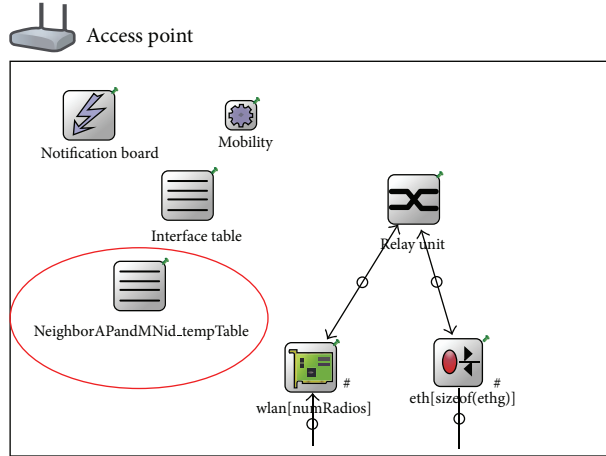 Access point
Notification board
Mobility
Interface table
Relay unit
NeighborAPandMNid_tempTable
#
wlan[numRadios]
#
eth[sizeof(ethg)]